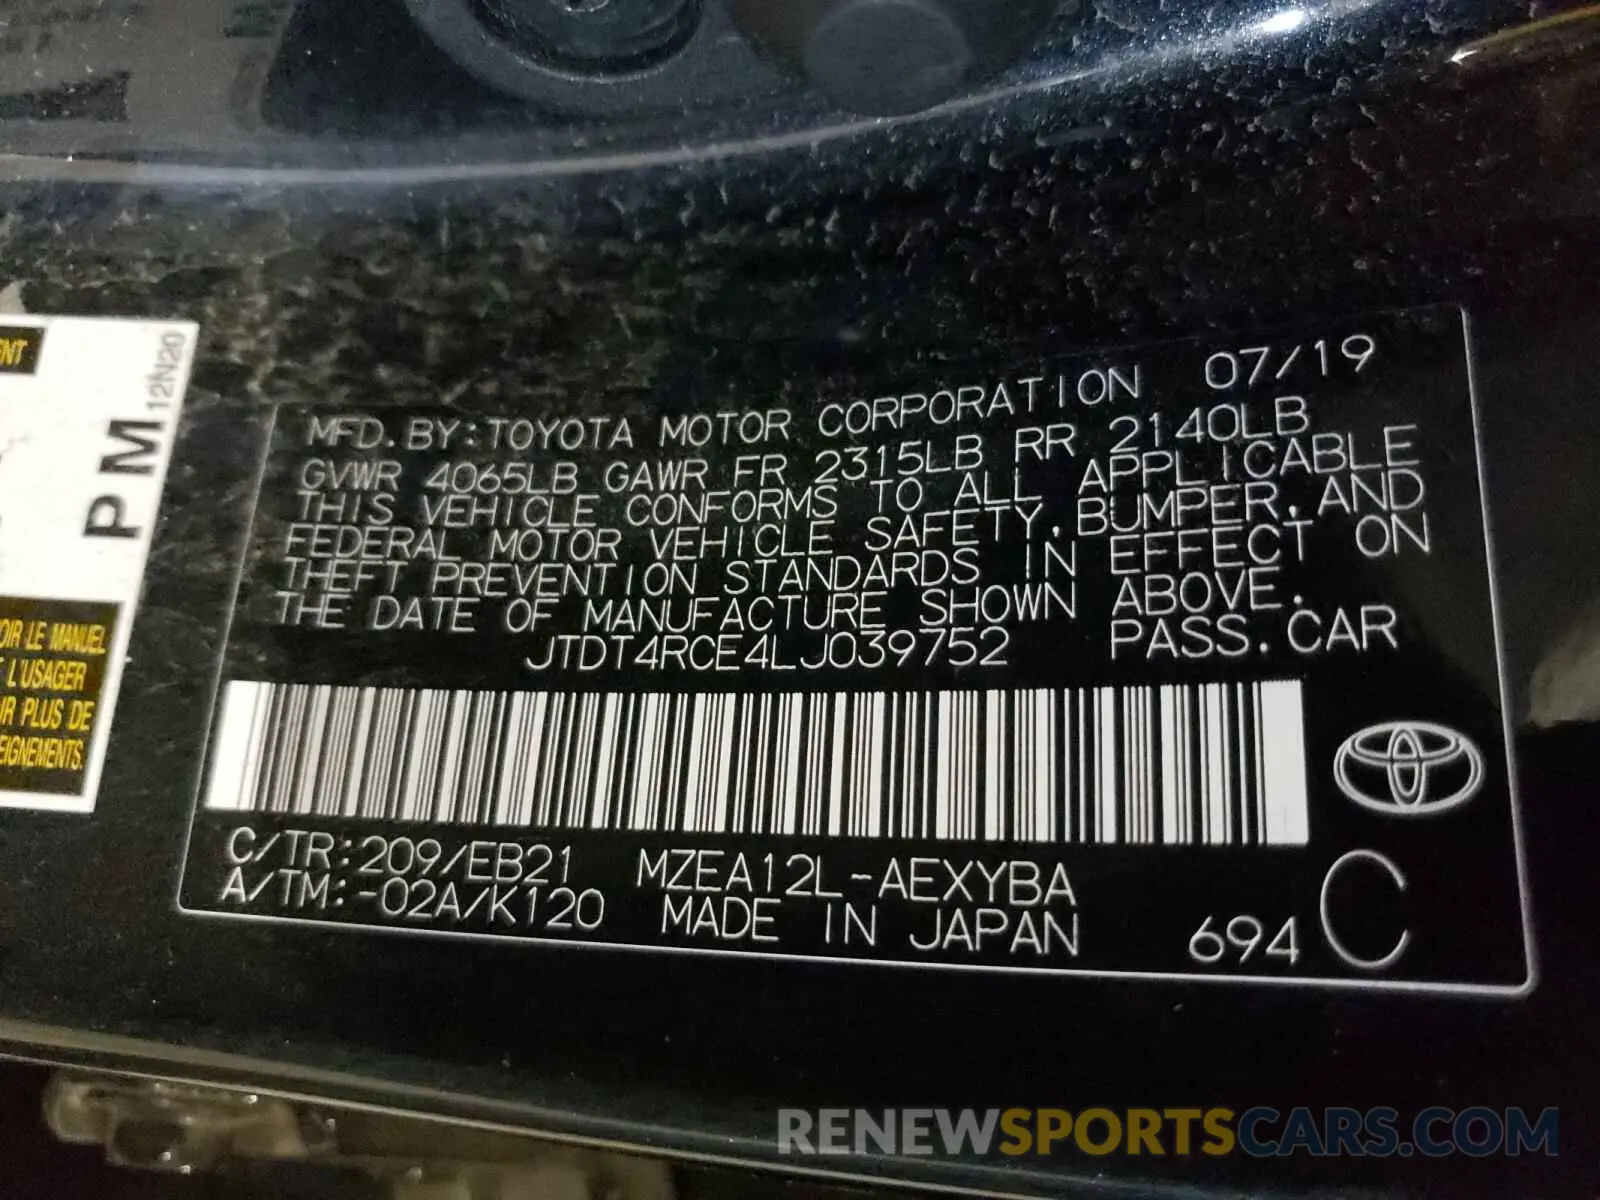 ENT
PM 12N20
OIR LE MANUEL
L'USAGER
IR PLUS DE
EIGNEMENTS.
MFD. BY:TOYOTA MOTOR CORPORATION 07/19
GVWR 4065LB GAWR FR 2315LB RR 2140LB
THIS VEHICLE CONFORMS TO ALL APPLICABLE
FEDERAL MOTOR VEHICLE SAFETY, BUMPER, AND
THEFT PREVENTION STANDARDS IN EFFECT ON
THE DATE OF MANUFACTURE SHOWN ABOVE.
JTDT4RCE4LJ039752 PASS. CAR
C/TR:209/EB21 MZEA12L-AEXYBA
A/TM:-02A/K120 MADE IN JAPAN 694 C
RENEWSPORTSCARS.COM